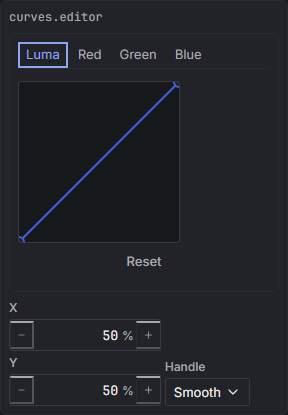 curves.editor
Luma Red Green Blue
Reset
X
− 50 % +
Y
Handle
− 50 % +
Smooth